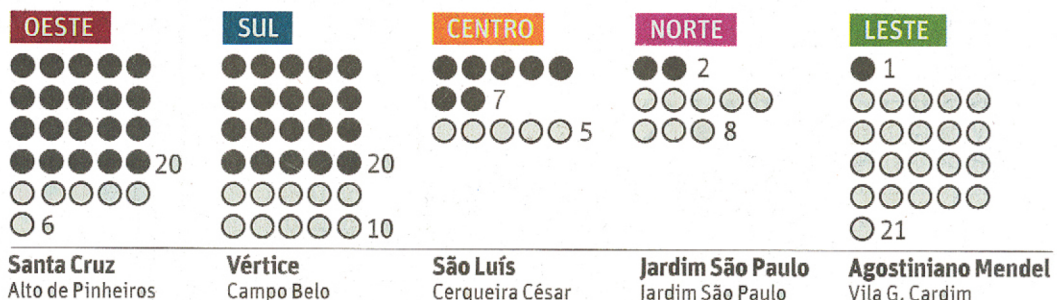 OESTE
20
6
Santa Cruz
Alto de Pinheiros
SUL
20
10
Vértice
Campo Belo
CENTRO
7
5
São Luís
Cerqueira César
NORTE
2
8
Jardim São Paulo
Jardim São Paulo
LESTE
1
21
Agostiniano Mendel
Vila G. Cardim